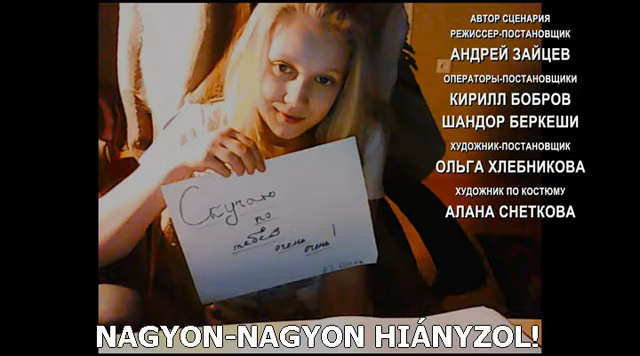 АВТОР СЦЕНАРИЯ
РЕЖИССЕР-ПОСТАНОВЩИК
АНДРЕЙ ЗАЙЦЕВ
ОПЕРАТОРЫ-ПОСТАНОВЩИКИ
КИРИЛЛ БОБРОВ
ШАНДОР БЕРКЕШИ
ХУДОЖНИК-ПОСТАНОВЩИК
ОЛЬГА ХЛЕБНИКОВА
ХУДОЖНИК ПО КОСТЮМУ
АЛАНА СНЕТКОВА
Скучаю
по
тебе
очень
очень!
NAGYON-NAGYON HIÁNYZOL!